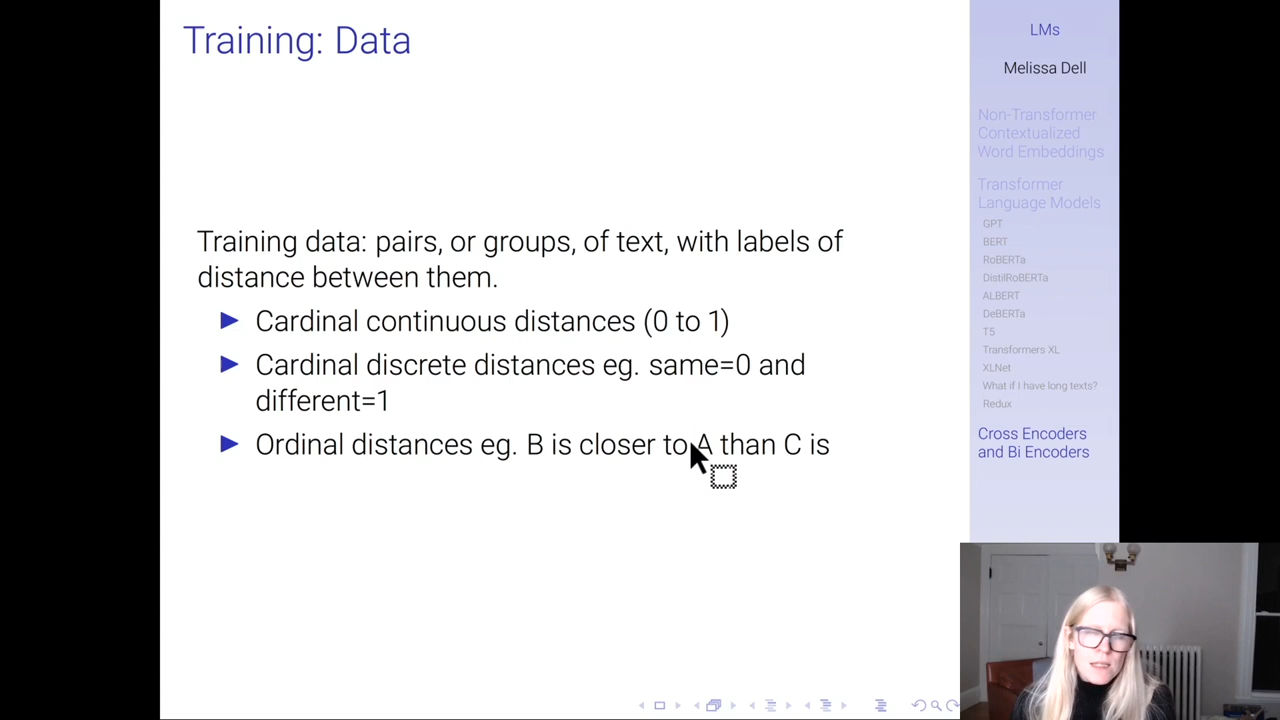 Training: Data
Training data: pairs, or groups, of text, with labels of
distance between them.
Cardinal continuous distances (0 to 1)
Cardinal discrete distances eg. same=0 and
different=1
Ordinal distances eg. B is closer to A than C is
LMs
Melissa Dell
Non-Transformer
Contextualized
Word Embeddings
Transformer
Language Models
GPT
BERT
RoBERTa
DistilRoBERTa
ALBERT
DeBERTa
T5
Transformers XL
XLNet
What if i have long texts?
Redux
Cross Encoders
and Bi Encoders